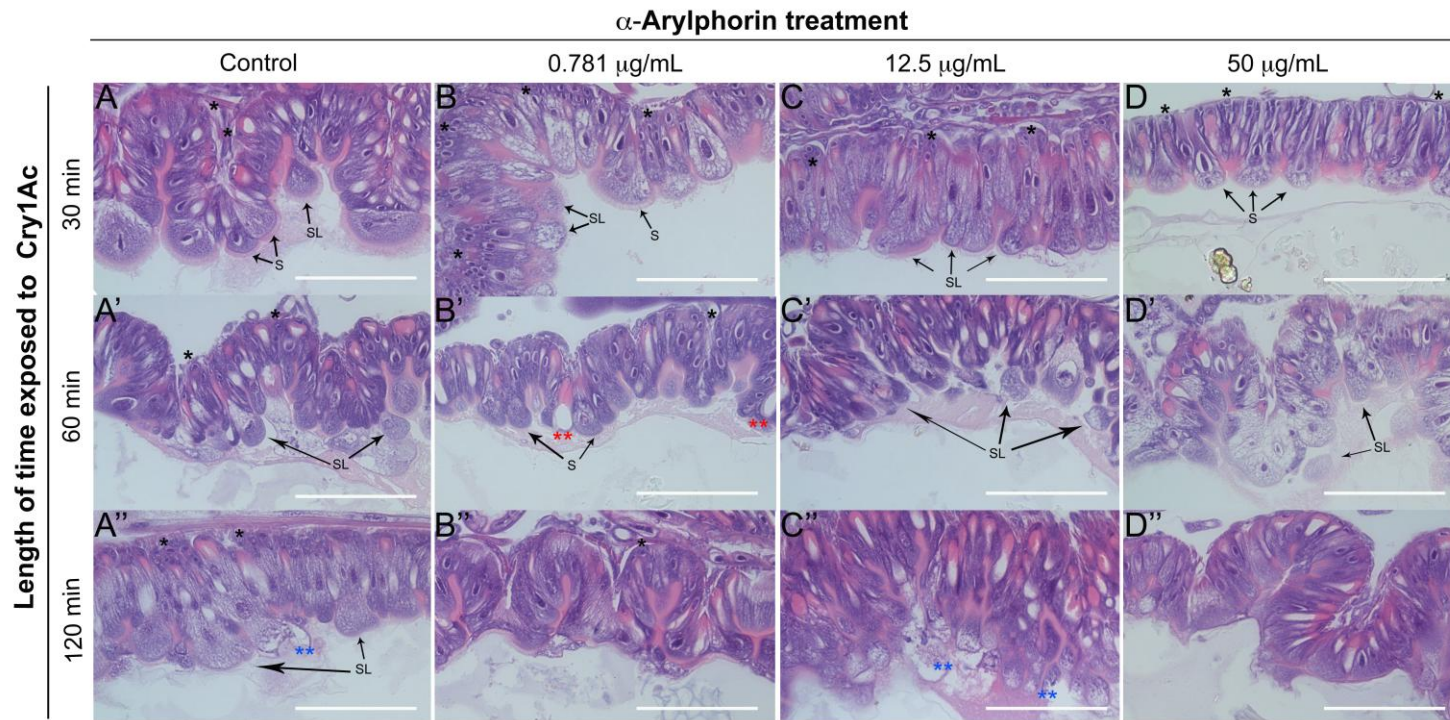 α-Arylphorin treatment
Control 0.781 μg/mL 12.5 μg/mL 50 μg/mL
Length of time exposed to Cry1Ac
30 min
A B C D
* * * * * * * * * * *
SL S SL S SL S
60 min
A' B' C' D'
* * *
SL ** S ** SL SL
120 min
A'' B'' C'' D''
* * *
** SL ** **